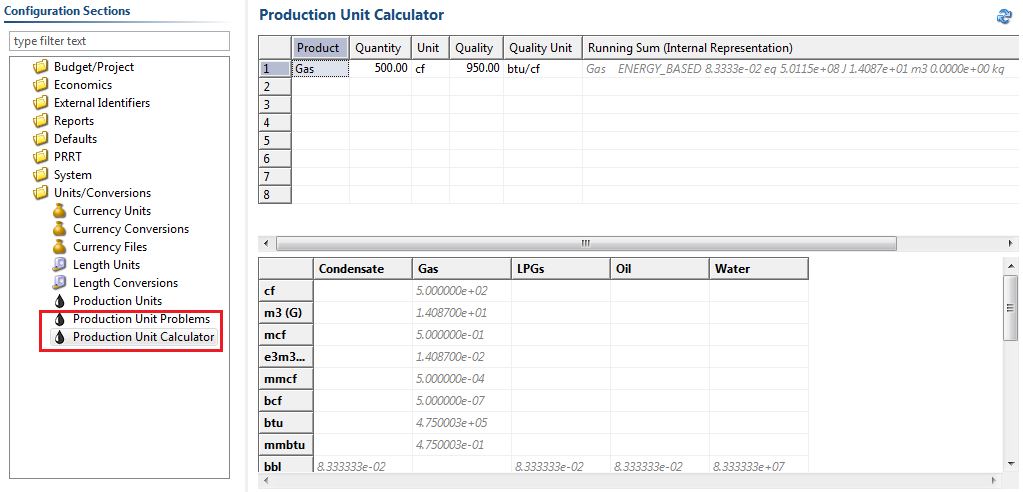 Configuration Sections
type filter text
Budget/Project
Economics
External Identifiers
Reports
Defaults
PRRT
System
Units/Conversions
Currency Units
Currency Conversions
Currency Files
Length Units
Length Conversions
Production Units
Production Unit Problems
Production Unit Calculator
Production Unit Calculator
Product Quantity Unit Quality Quality Unit Running Sum (Internal Representation)
1 Gas 500.00 cf 950.00 btu/cf Gas ENERGY_BASED 8.3333e-02 eq 5.0115e+08 J 1.4087e+01 m3 0.0000e+00 kg
2
3
4
5
6
7
8
Condensate Gas LPGs Oil Water
cf 5.000000e+02
m3 (G) 1.408700e+01
mcf 5.000000e-01
e3m3... 1.408700e-02
mmcf 5.000000e-04
bcf 5.000000e-07
btu 4.750003e+05
mmbtu 4.750003e-01
bbl 8.333333e-02 8.333333e-02 8.333333e-02 8.333333e+07